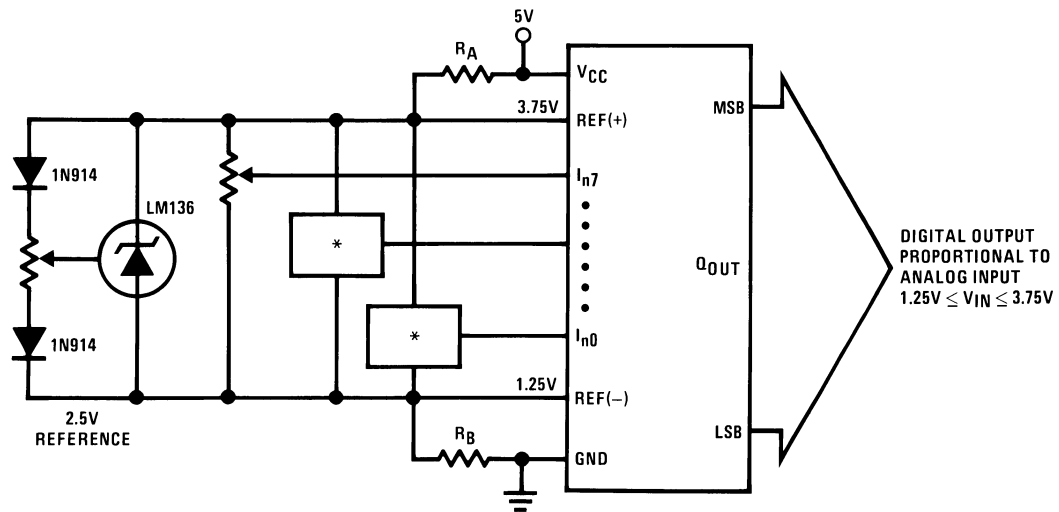 5V
RA
VCC
MSB
3.75V
REF(+)
1N914
In7
LM136
*
DIGITAL OUTPUT
PROPORTIONAL TO
ANALOG INPUT
1.25V ≤ VIN ≤ 3.75V
QOUT
1N914
*
In0
1.25V
REF(−)
2.5V
REFERENCE
RB
LSB
GND